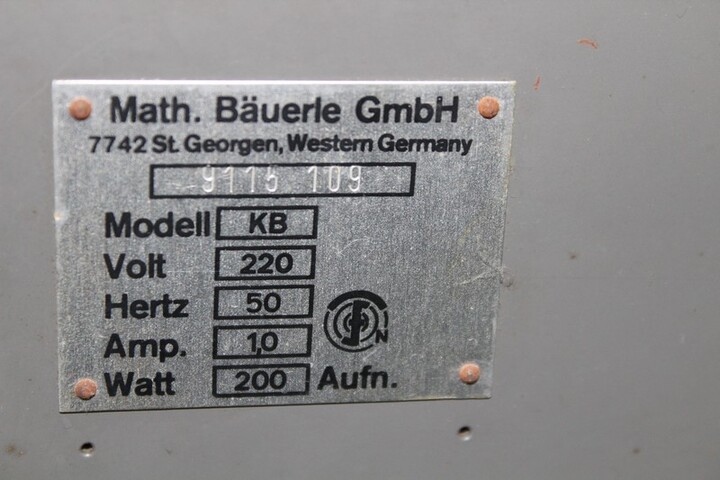 Math. Bäuerle GmbH
7742 St. Georgen, Western Germany
9115 109
Modell KB
Volt 220
Hertz 50
Amp. 1,0
Watt 200 Aufn.
N